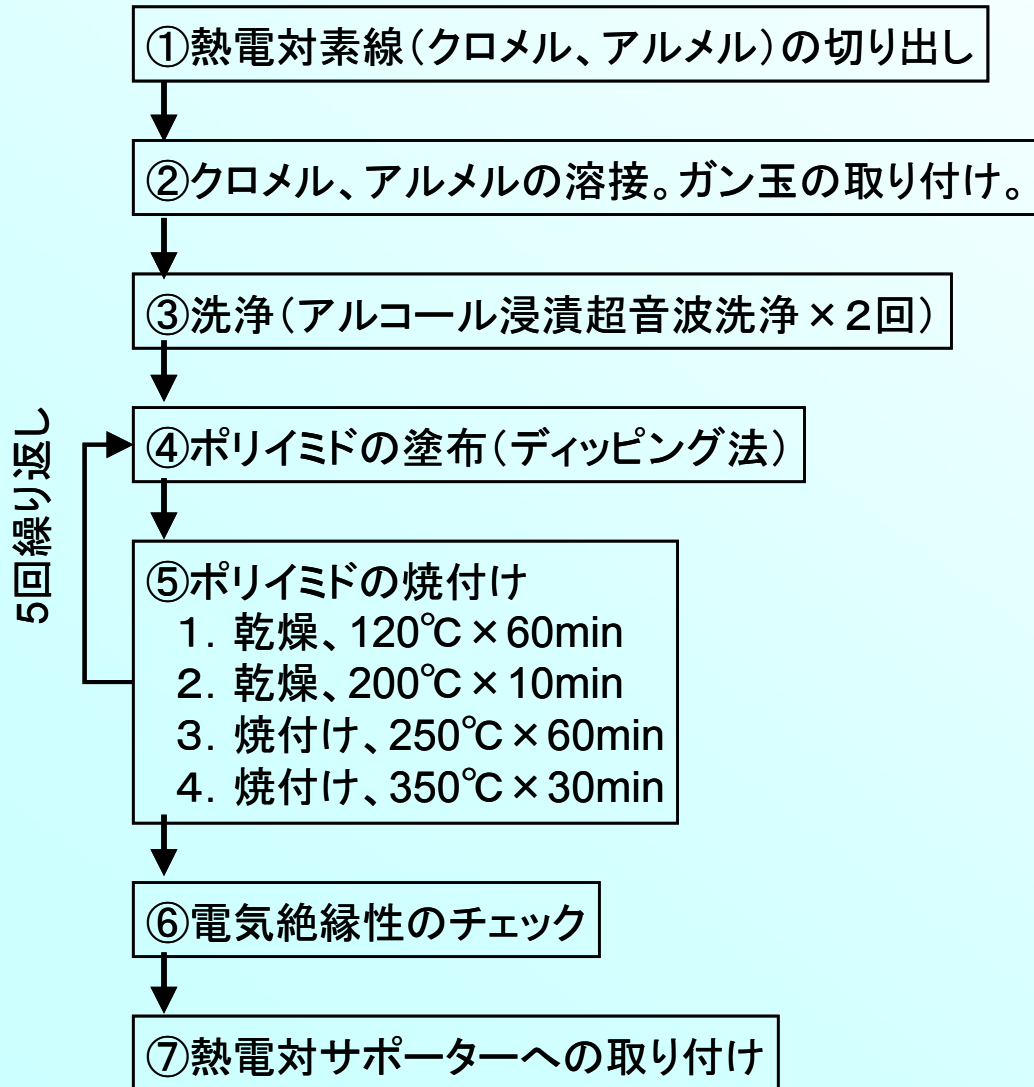 ①熱電対素線（クロメル、アルメル）の切り出し
②クロメル、アルメルの溶接。ガン玉の取り付け。
③洗浄（アルコール浸漬超音波洗浄×２回）
④ポリイミドの塗布（ディッピング法）
5回繰り返し
⑤ポリイミドの焼付け
１．乾燥、120℃×60min
２．乾燥、200℃×10min
３．焼付け、250℃×60min
４．焼付け、350℃×30min
⑥電気絶縁性のチェック
⑦熱電対サポーターへの取り付け